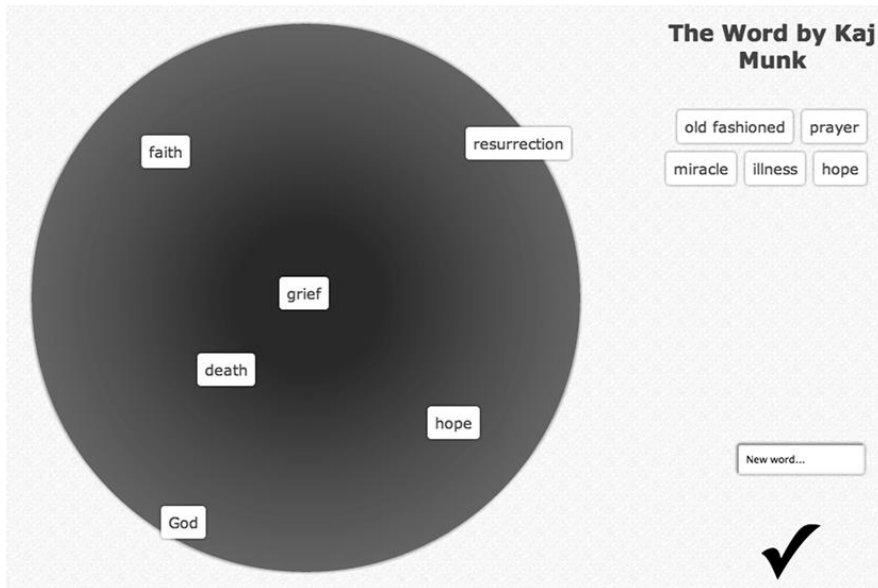 The Word by Kaj
Munk
old fashioned prayer
miracle illness hope
faith
resurrection
grief
death
hope
God
New word...